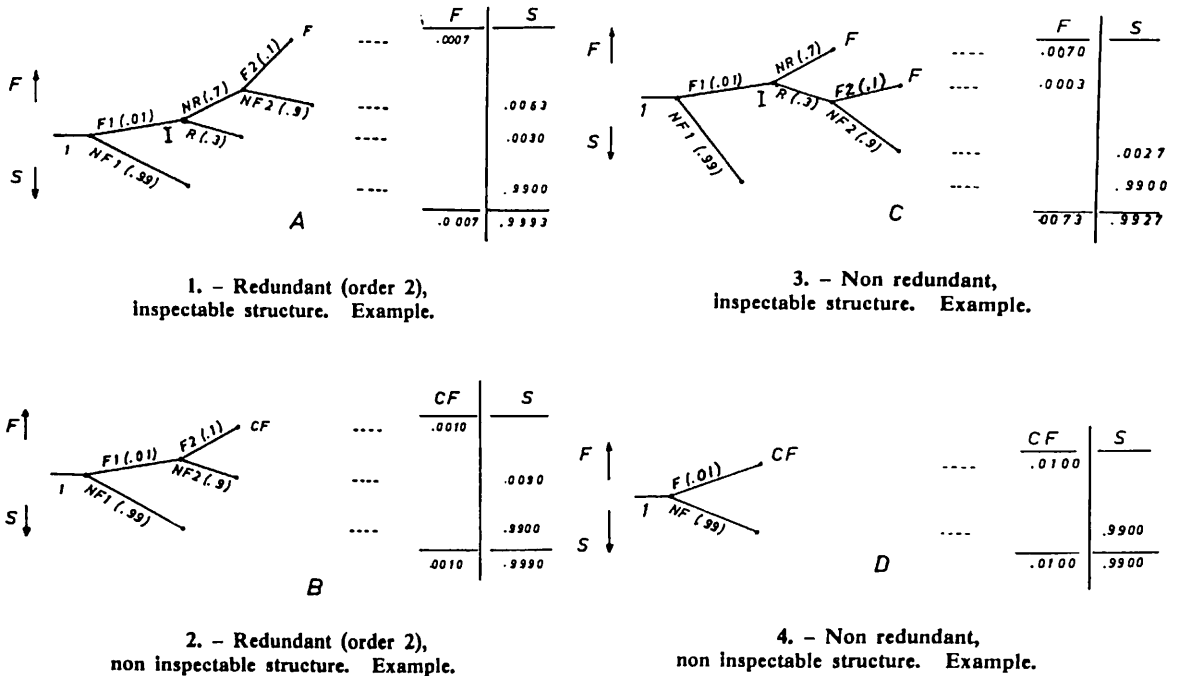 F
S
F
F2 (.1)
----
.0007
F
NR (.7)
F1 (.01)
NF2 (.9)
----
.0063
I
R (.3)
----
.0030
1
NF1 (.99)
S
----
.9900
A
.0007
.9993
1. – Redundant (order 2),
inspectable structure. Example.
F
S
F
NR (.7)
F
----
.0070
F1 (.01)
F2 (.1)
F
----
.0003
1
I
R (.3)
NF1 (.99)
NF2 (.9)
S
----
.0027
----
.9900
C
.0073
.9927
3. – Non redundant,
inspectable structure. Example.
CF
S
F
F2 (.1)
CF
----
.0010
F1 (.01)
NF2 (.9)
1
NF1 (.99)
----
.0090
S
----
.9900
B
.0010
.9990
2. – Redundant (order 2),
non inspectable structure. Example.
CF
S
F
F (.01)
CF
----
.0100
1
NF (.99)
S
----
.9900
D
.0100
.9900
4. – Non redundant,
non inspectable structure. Example.